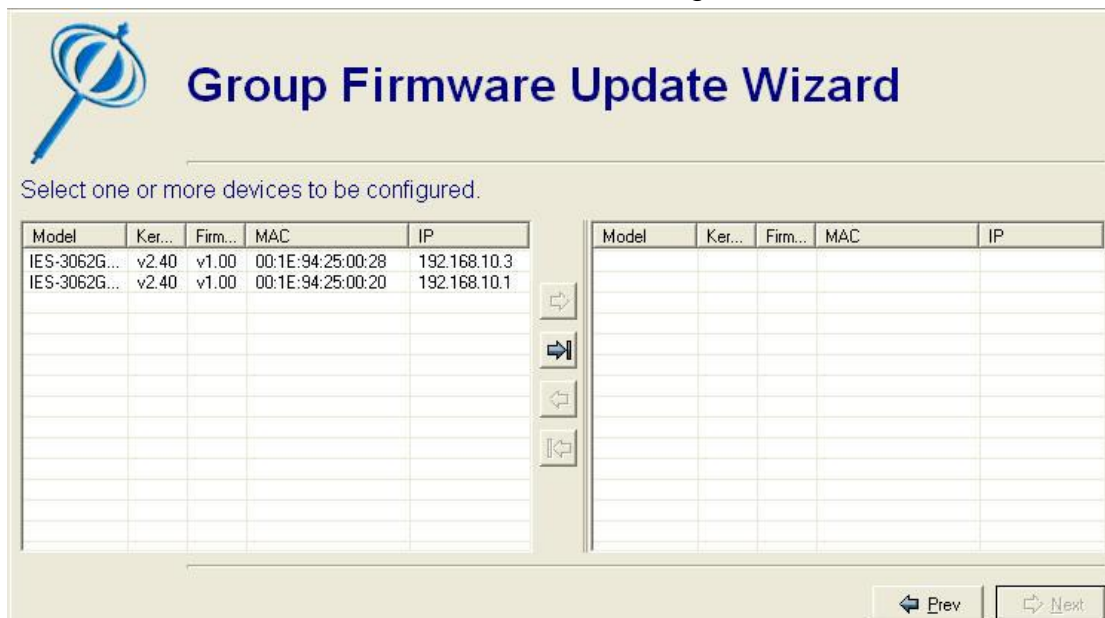 Group Firmware Update Wizard
Select one or more devices to be configured.
Model Ker... Firm... MAC IP
IES-3062G... v2.40 v1.00 00:1E:94:25:00:28 192.168.10.3
IES-3062G... v2.40 v1.00 00:1E:94:25:00:20 192.168.10.1
Model Ker... Firm... MAC IP
Prev Next